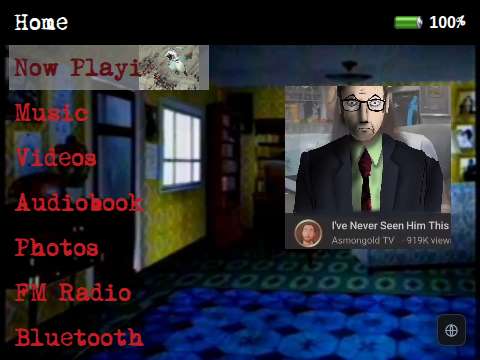 Home
100%
Now Playi
Music
Videos
Audiobook
Photos
FM Radio
Bluetooth
I've Never Seen Him This
Asmongold TV · 919K view